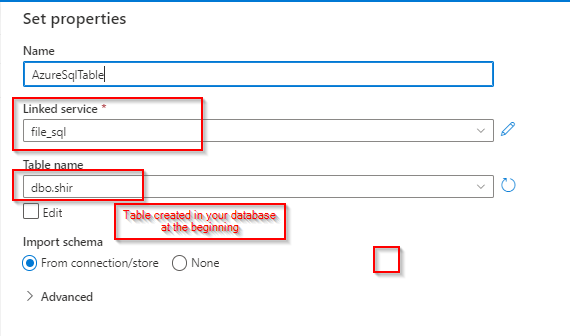 Set properties
Name
AzureSqlTable
Linked service *
file_sql
Table name
dbo.shir
Edit
Table created in your database
at the beginning
Import schema
From connection/store None
Advanced